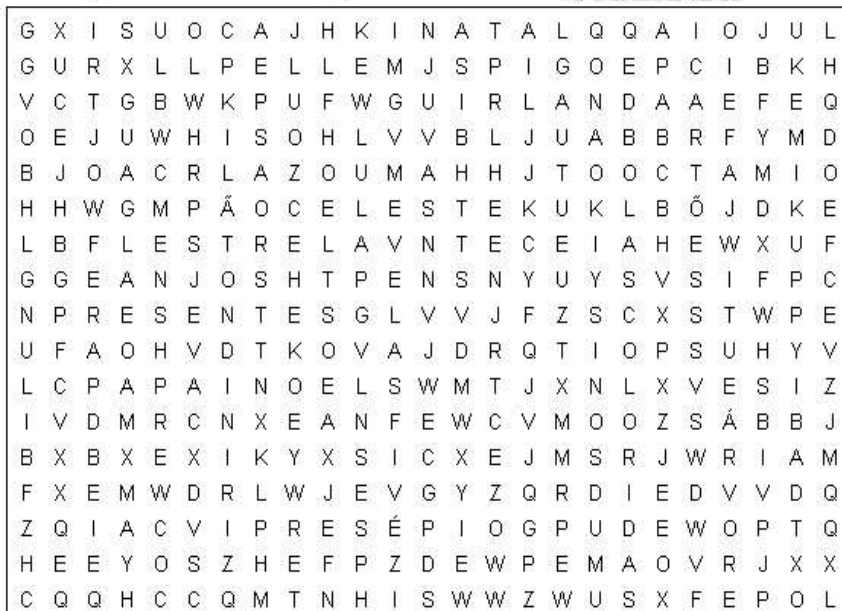 G X I S U O C A J H K I N A T A L Q Q A I O J U L
G U R X L L P E L L E M J S P I G O E P C I B K H
V C T G B W K P U F W G U I R L A N D A A E F E Q
O E J U W H I S O H L V V B L J U A B B R F Y M D
B J O A C R L A Z O U M A H H J T O O C T A M I O
H H W G M P Ã O C E L E S T E K U K L B Ő J D K E
L B F L E S T R E L A V N T E C E I A H E W X U F
G G E A N J O S H T P E N S N Y U Y S V S I F P C
N P R E S E N T E S G L V V J F Z S C X S T W P E
U F A O H V D T K O V A J D R Q T I O P S U H Y V
L C P A P A I N O E L S W M T J X N L X V E S I Z
I V D M R C N X E A N F E W C V M O O Z S Á B B J
B X B X E X I K Y X S I C X E J M S R J W R I A M
F X E M W D R L W J E V G Y Z Q R D I E D V V D Q
Z Q I A C V I P R E S É P I O G P U D E W O P T Q
H E E Y O S Z H E F P Z D E W P E M A O V R J X X
C Q Q H C C Q M T N H I S W W Z W U S X F E P O L